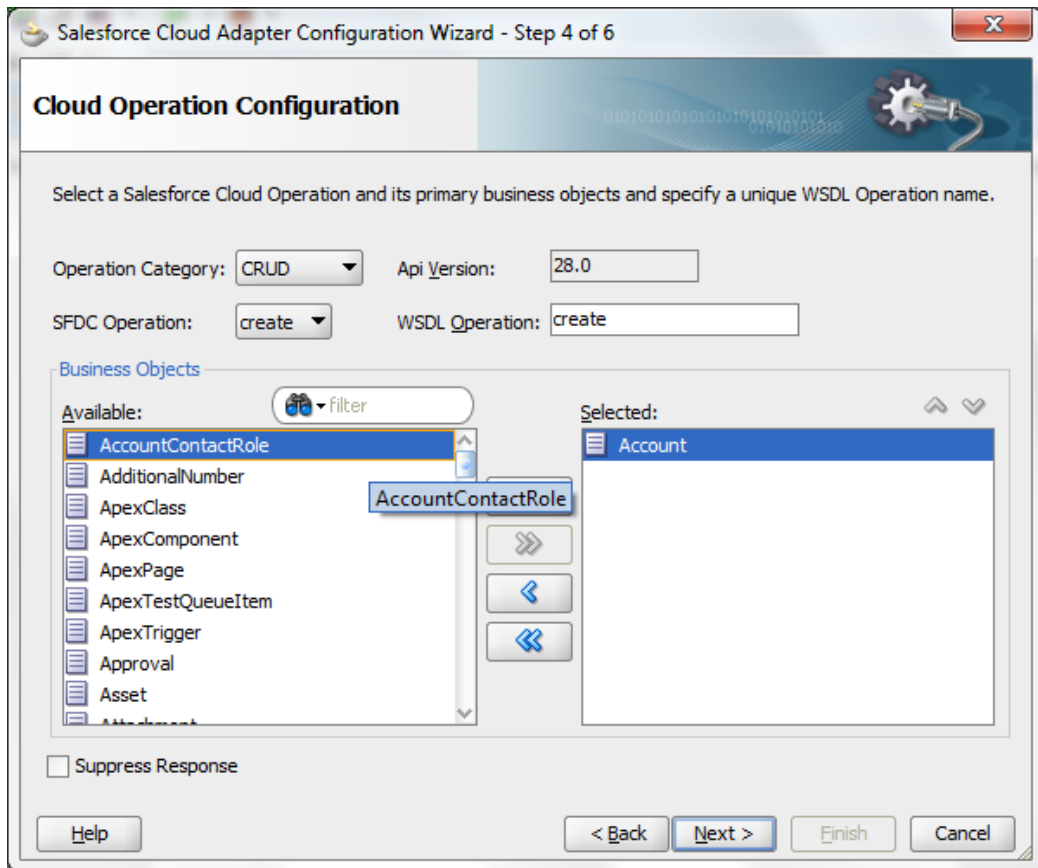 Salesforce Cloud Adapter Configuration Wizard - Step 4 of 6
Cloud Operation Configuration
010101010101010101010101
01010101010
Select a Salesforce Cloud Operation and its primary business objects and specify a unique WSDL Operation name.
Operation Category: CRUD Api Version: 28.0
SFDC Operation: create WSDL Operation: create
Business Objects
Available: filter Selected:
AccountContactRole Account
AdditionalNumber
AccountContactRole
ApexClass
ApexComponent
ApexPage
ApexTestQueueItem
ApexTrigger
Approval
Asset
Attachment
Suppress Response
Help < Back Next > Finish Cancel